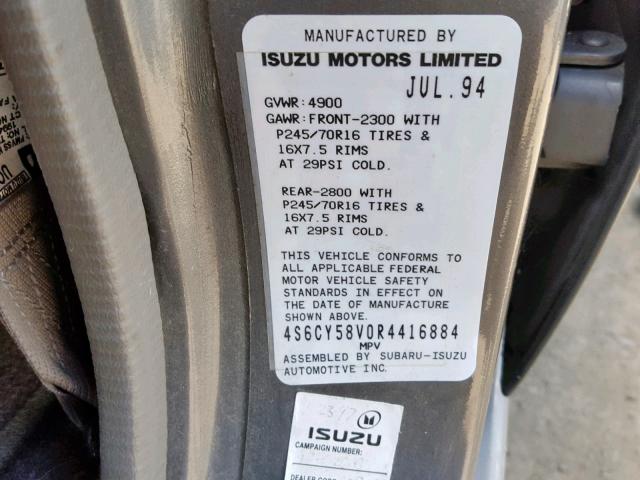 MANUFACTURED BY
ISUZU MOTORS LIMITED
JUL. 94
GVWR: 4900
GAWR: FRONT-2300 WITH
P245/70R16 TIRES &
16X7.5 RIMS
AT 29PSI COLD.
REAR-2800 WITH
P245/70R16 TIRES &
16X7.5 RIMS
AT 29PSI COLD.
THIS VEHICLE CONFORMS TO
ALL APPLICABLE FEDERAL
MOTOR VEHICLE SAFETY
STANDARDS IN EFFECT ON
THE DATE OF MANUFACTURE
SHOWN ABOVE.
4S6CY58V0R4416884
MPV
ASSEMBLED BY SUBARU-ISUZU
AUTOMOTIVE INC.
ISUZU
CAMPAIGN NUMBER:
DEALER